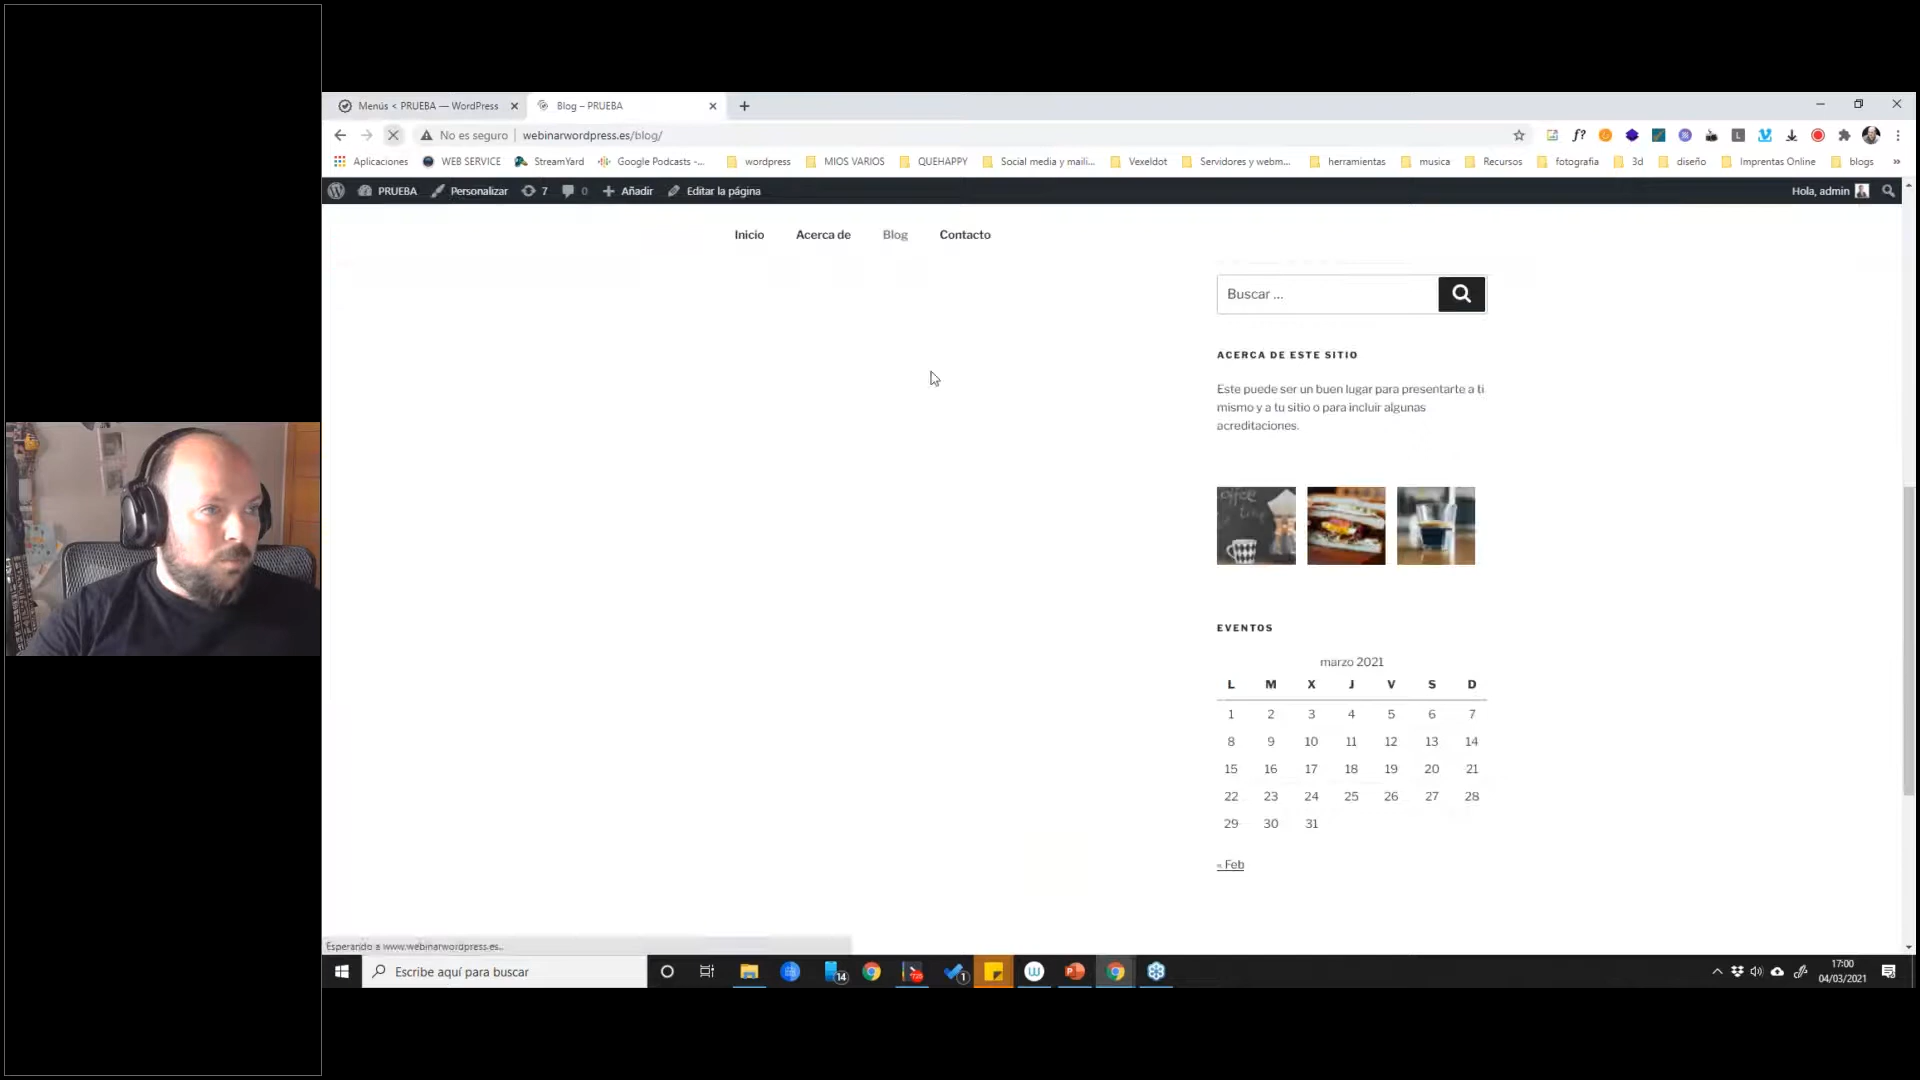 Menús < PRUEBA — WordPress
Blog – PRUEBA
No es seguro | webinarwordpress.es/blog/
Aplicaciones WEB SERVICE StreamYard Google Podcasts -... wordpress MIOS VARIOS QUEHAPPY Social media y maili... Vexeldot Servidores y webm... herramientas musica Recursos fotografia 3d diseño Imprentas Online blogs »
PRUEBA Personalizar 7 0 Añadir Editar la página Hola, admin
Inicio Acerca de Blog Contacto
Buscar ...
ACERCA DE ESTE SITIO
Este puede ser un buen lugar para presentarte a ti
mismo y a tu sitio o para incluir algunas
acreditaciones.
EVENTOS
marzo 2021
L M X J V S D
1 2 3 4 5 6 7
8 9 10 11 12 13 14
15 16 17 18 19 20 21
22 23 24 25 26 27 28
29 30 31
« Feb
Esperando a www.webinarwordpress.es...
Escribe aquí para buscar
14
1
17:00
04/03/2021